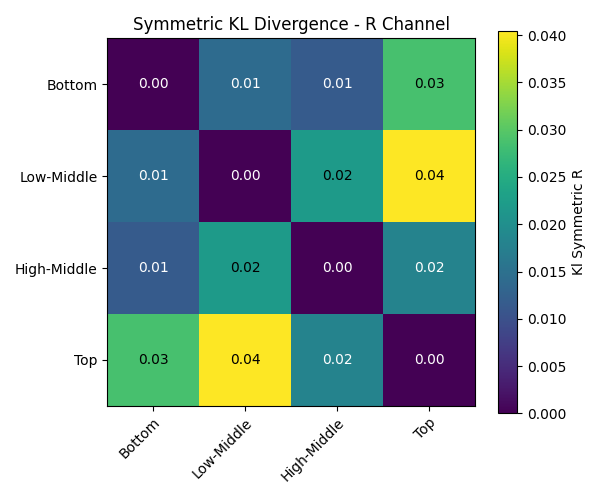 Symmetric KL Divergence - R Channel
Bottom
0.00
0.01
0.01
0.03
Low-Middle
0.01
0.00
0.02
0.04
High-Middle
0.01
0.02
0.00
0.02
Top
0.03
0.04
0.02
0.00
Bottom
Low-Middle
High-Middle
Top
0.040
0.035
0.030
0.025
0.020
0.015
0.010
0.005
0.000
Kl Symmetric R